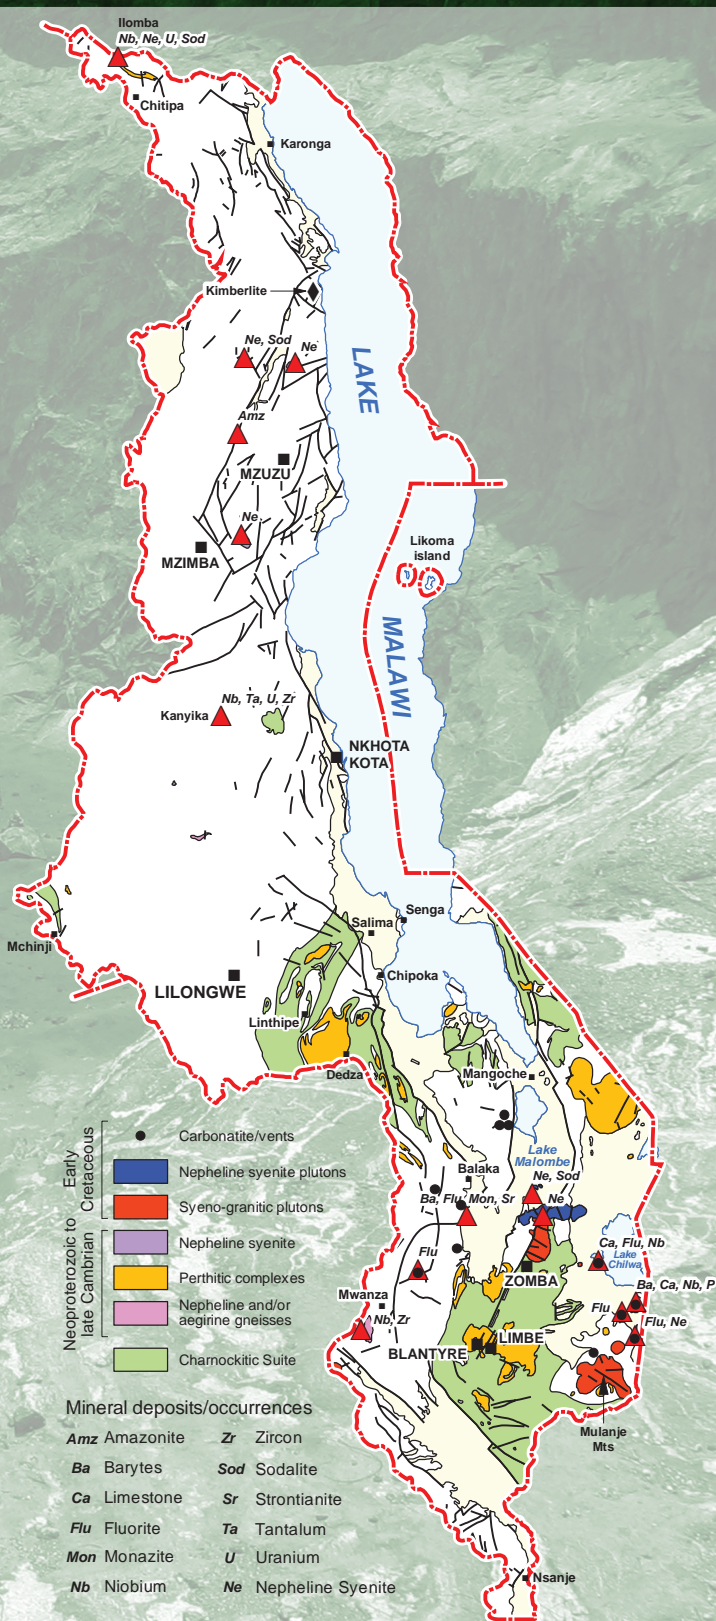 Ilomba
Nb, Ne, U, Sod
Chitipa
Karonga
Kimberlite
Ne, Sod
Ne
LAKE
Amz
MZUZU
Ne
MZIMBA
Likoma
island
MALAWI
Nb, Ta, U, Zr
Kanyika
NKHOTA
KOTA
Senga
Salima
Mchinji
Chipoka
LILONGWE
Linthipe
Dedza
Mangoche
Lake
Malombe
Balaka
Ne, Sod
Ba, Flu, Mon, Sr
Ne
Ca, Flu, Nb
Lake
Chilwa
Flu
ZOMBA
Ba, Ca, Nb, P
Mwanza
Flu
Nb, Zr
Flu, Ne
LIMBE
BLANTYRE
Mulanje
Mts
Nsanje
Early
Cretaceous
Carbonatite/vents
Nepheline syenite plutons
Syeno-granitic plutons
Neoproterozoic to
late Cambrian
Nepheline syenite
Perthitic complexes
Nepheline and/or
aegirine gneisses
Charnockitic Suite
Mineral deposits/occurrences
Amz Amazonite
Zr Zircon
Ba Barytes
Sod Sodalite
Ca Limestone
Sr Strontianite
Flu Fluorite
Ta Tantalum
Mon Monazite
U Uranium
Nb Niobium
Ne Nepheline Syenite